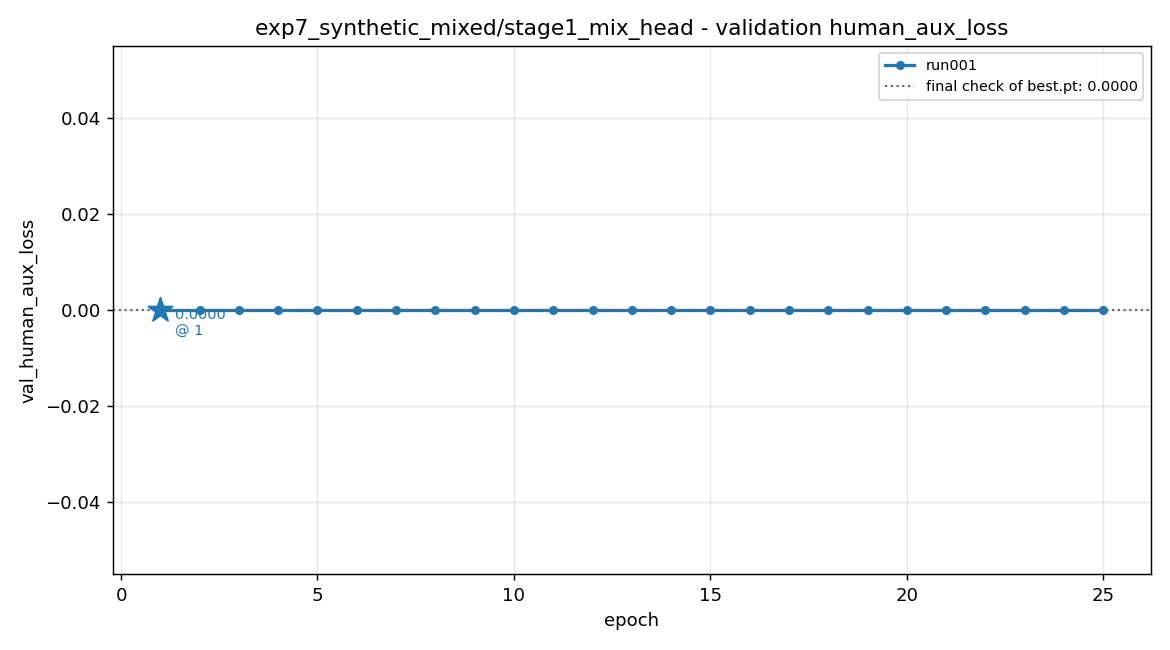 exp7_synthetic_mixed/stage1_mix_head - validation human_aux_loss
run001
final check of best.pt: 0.0000
val_human_aux_loss
0.04
0.02
0.00
−0.02
−0.04
0.0000
@ 1
0
5
10
15
20
25
epoch